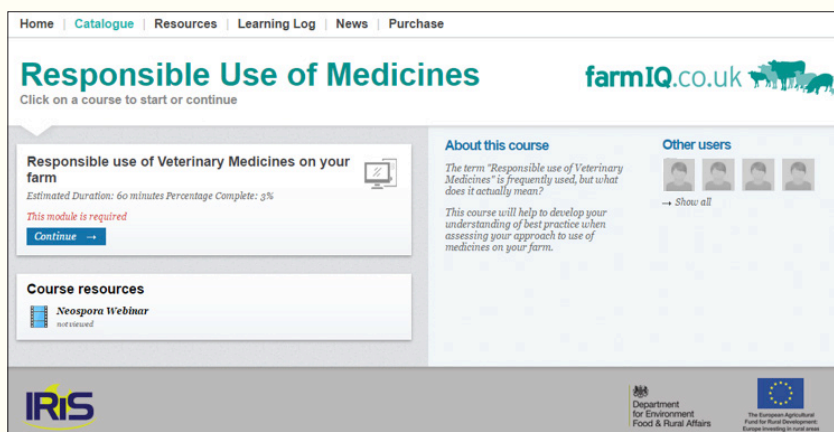 Home | Catalogue | Resources | Learning Log | News | Purchase
Responsible Use of Medicines
Click on a course to start or continue
farmIQ.co.uk
Responsible use of Veterinary Medicines on your
farm
Estimated Duration: 60 minutes Percentage Complete: 3%
This module is required
Continue →
Course resources
Neospora Webinar
not viewed
About this course
The term "Responsible use of Veterinary
Medicines" is frequently used, but what
does it actually mean?
This course will help to develop your
understanding of best practice when
assessing your approach to use of
medicines on your farm.
Other users
→ Show all
IRiS
Department
for Environment
Food & Rural Affairs
The European Agricultural
Fund for Rural Development:
Europe investing in rural areas